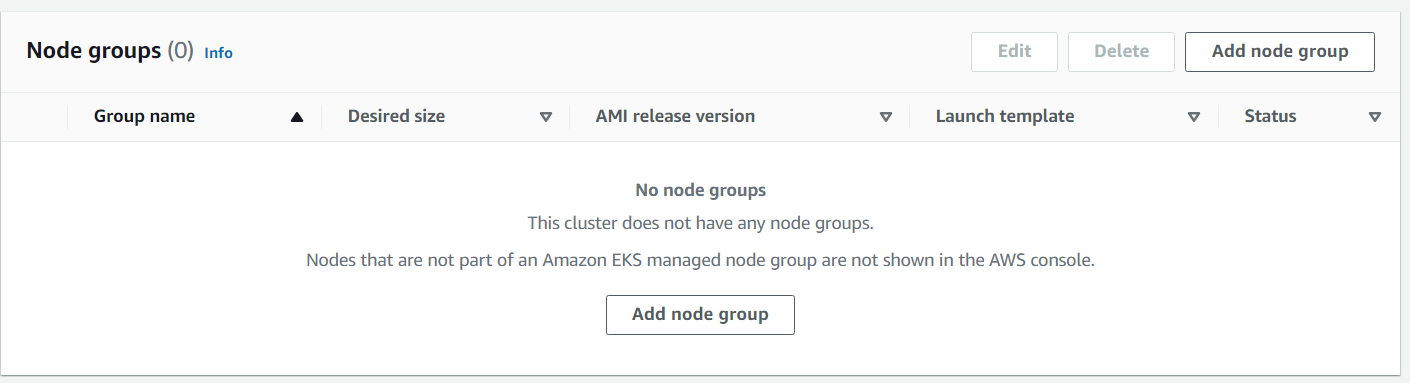 Node groups (0) Info
Edit
Delete
Add node group
Group name
Desired size
AMI release version
Launch template
Status
No node groups
This cluster does not have any node groups.
Nodes that are not part of an Amazon EKS managed node group are not shown in the AWS console.
Add node group